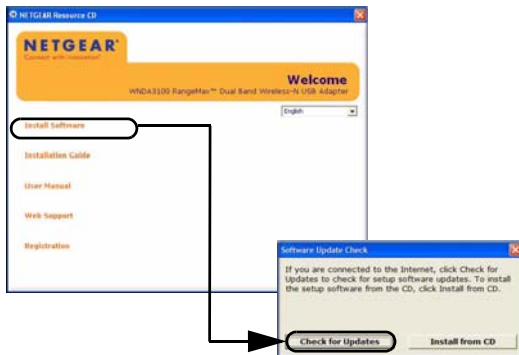 NETGEAR Resource CD
NETGEAR®
Connect with Innovation™
Welcome
WNDA3100 RangeMax™ Dual Band Wireless-N USB Adapter
English
Install Software
Installation Guide
User Manual
Web Support
Registration
Software Update Check
If you are connected to the Internet, click Check for
Updates to check for setup software updates. To install
the setup software from the CD, click Install from CD.
Check for Updates
Install from CD